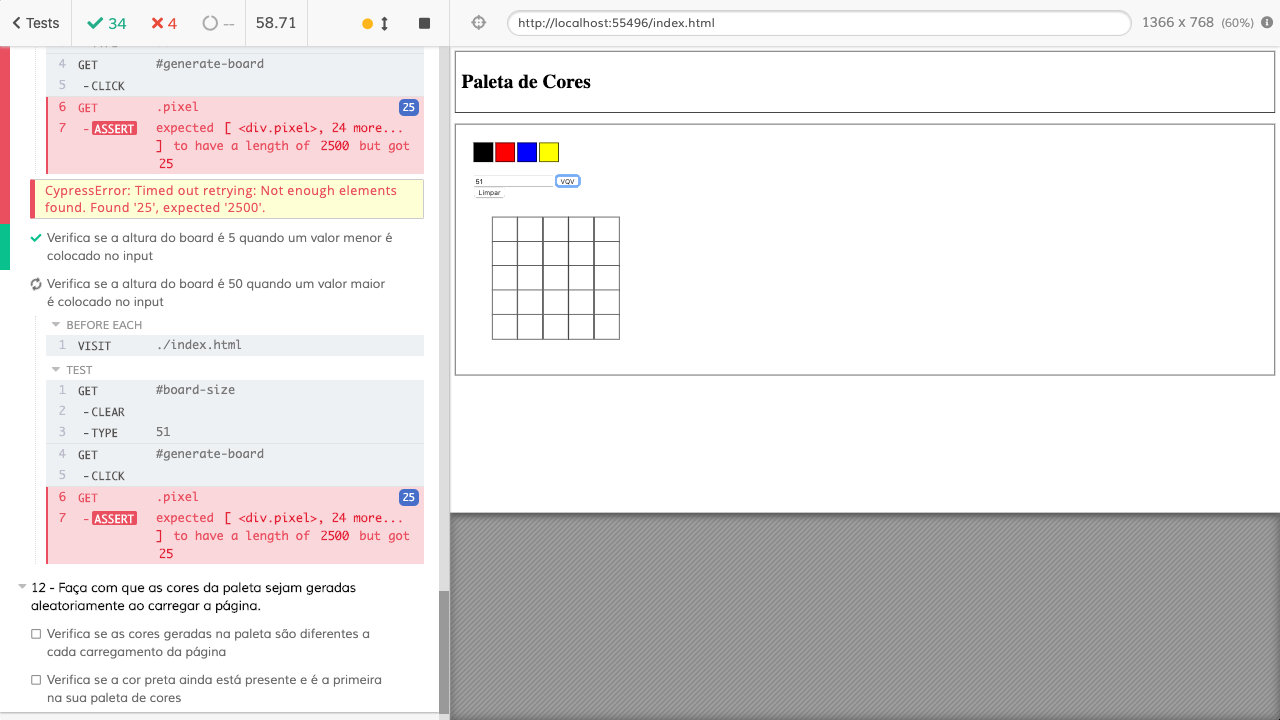 Tests 34 4 -- 58.71 http://localhost:55496/index.html 1366 x 768 (60%)
4 GET #generate-board
5 -CLICK
6 GET .pixel 25
7 -ASSERT expected [ <div.pixel>, 24 more...
] to have a length of 2500 but got
25
CypressError: Timed out retrying: Not enough elements
found. Found '25', expected '2500'.
Verifica se a altura do board é 5 quando um valor menor é
colocado no input
Verifica se a altura do board é 50 quando um valor maior
é colocado no input
BEFORE EACH
1 VISIT ./index.html
TEST
1 GET #board-size
2 -CLEAR
3 -TYPE 51
4 GET #generate-board
5 -CLICK
6 GET .pixel 25
7 -ASSERT expected [ <div.pixel>, 24 more...
] to have a length of 2500 but got
25
12 - Faça com que as cores da paleta sejam geradas
aleatoriamente ao carregar a página.
Verifica se as cores geradas na paleta são diferentes a
cada carregamento da página
Verifica se a cor preta ainda está presente e é a primeira
na sua paleta de cores
Paleta de Cores
51 VQV
Limpar